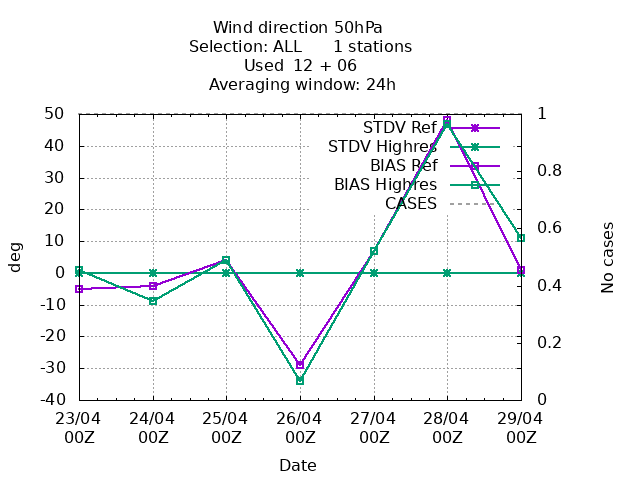 Wind direction 50hPa
Selection: ALL 1 stations
Used 12 + 06
Averaging window: 24h
50 1
STDV Ref
40
STDV Highres
BIAS Ref
30 0.8
BIAS Highres
20
CASES
0.6
10
deg
No cases
0
0.4
-10
-20
0.2
-30
-40 0
23/04 24/04 25/04 26/04 27/04 28/04 29/04
00Z 00Z 00Z 00Z 00Z 00Z 00Z
Date